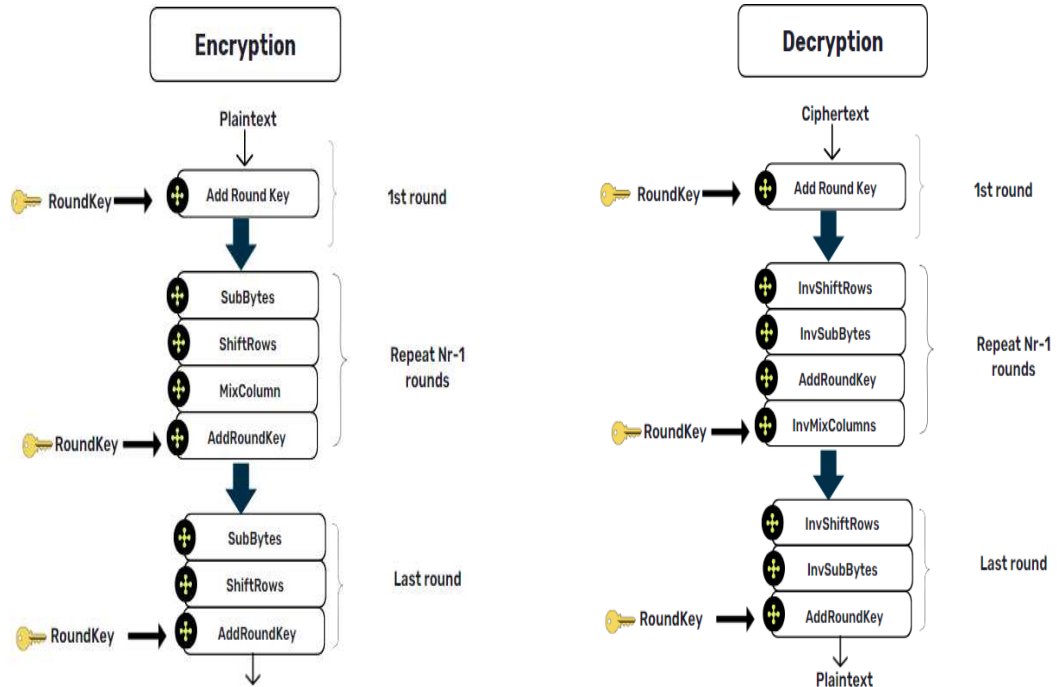 Encryption
Plaintext
RoundKey
Add Round Key
1st round
SubBytes
ShiftRows
MixColumn
RoundKey
AddRoundKey
Repeat Nr-1
rounds
SubBytes
ShiftRows
RoundKey
AddRoundKey
Last round
Decryption
Ciphertext
RoundKey
Add Round Key
1st round
InvShiftRows
InvSubBytes
AddRoundKey
RoundKey
InvMixColumns
Repeat Nr-1
rounds
InvShiftRows
InvSubBytes
RoundKey
AddRoundKey
Last round
Plaintext